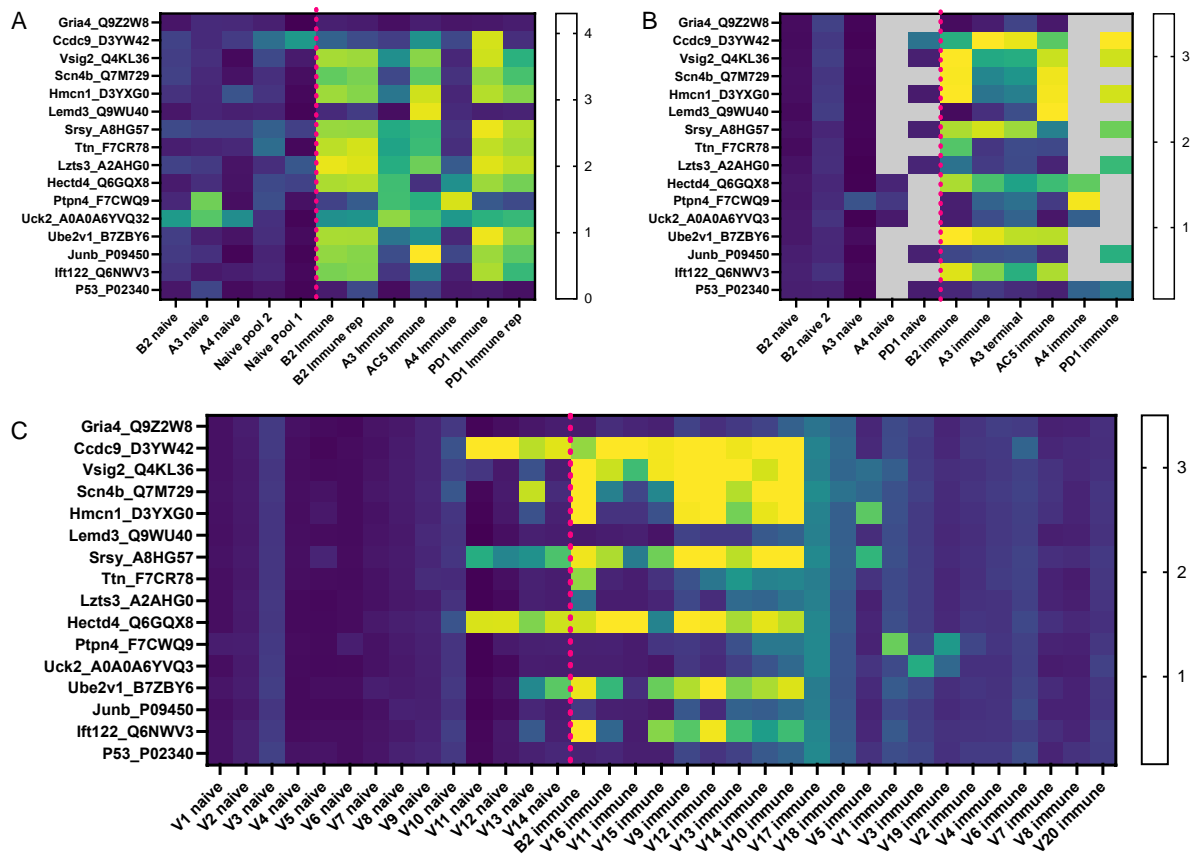 A
Gria4_Q9Z2W8
Ccdc9_D3YW42
Vsig2_Q4KL36
Scn4b_Q7M729
Hmcn1_D3YXG0
Lemd3_Q9WU40
Srsy_A8HG57
Ttn_F7CR78
Lzts3_A2AHG0
Hectd4_Q6GQX8
Ptpn4_F7CWQ9
Uck2_A0A0A6YVQ32
Ube2v1_B7ZBY6
Junb_P09450
Ift122_Q6NWV3
P53_P02340
4
3
2
1
0
B2 naive
A3 naive
A4 naive
Naive pool 2
Naive Pool 1
B2 Immune
B2 Immune rep
A3 Immune
AC5 Immune
A4 Immune
PD1 Immune
PD1 Immune rep
B
Gria4_Q9Z2W8
Ccdc9_D3YW42
Vsig2_Q4KL36
Scn4b_Q7M729
Hmcn1_D3YXG0
Lemd3_Q9WU40
Srsy_A8HG57
Ttn_F7CR78
Lzts3_A2AHG0
Hectd4_Q6GQX8
Ptpn4_F7CWQ9
Uck2_A0A0A6YVQ3
Ube2v1_B7ZBY6
Junb_P09450
Ift122_Q6NWV3
P53_P02340
3
2
1
B2 naive
B2 naive 2
A3 naive
A4 naive
PD1 naive
B2 immune
A3 immune
A3 terminal
AC5 immune
A4 immune
PD1 immune
C
Gria4_Q9Z2W8
Ccdc9_D3YW42
Vsig2_Q4KL36
Scn4b_Q7M729
Hmcn1_D3YXG0
Lemd3_Q9WU40
Srsy_A8HG57
Ttn_F7CR78
Lzts3_A2AHG0
Hectd4_Q6GQX8
Ptpn4_F7CWQ9
Uck2_A0A0A6YVQ3
Ube2v1_B7ZBY6
Junb_P09450
Ift122_Q6NWV3
P53_P02340
3
2
1
V1 naive
V2 naive
V3 naive
V4 naive
V5 naive
V6 naive
V7 naive
V8 naive
V9 naive
V10 naive
V11 naive
V12 naive
V13 naive
V14 naive
B2 immune
V16 immune
V11 immune
V15 immune
V9 immune
V12 immune
V13 immune
V14 immune
V10 immune
V17 immune
V18 immune
V5 immune
V1 immune
V3 immune
V19 immune
V2 immune
V4 immune
V6 immune
V7 immune
V8 immune
V20 immune